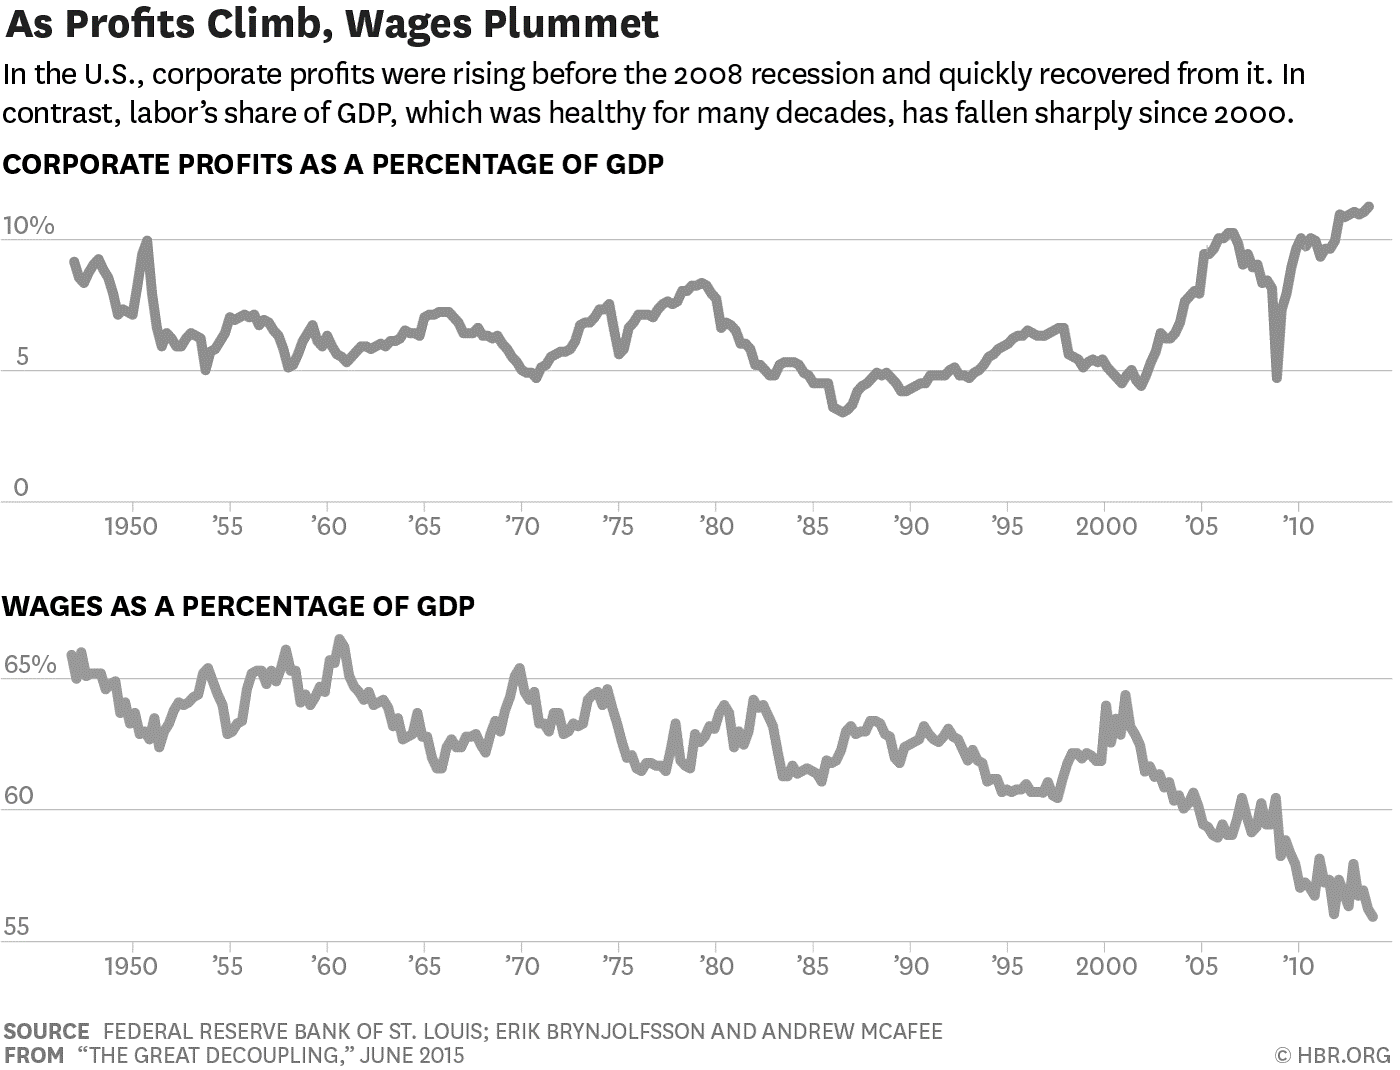 As Profits Climb, Wages Plummet
In the U.S., corporate profits were rising before the 2008 recession and quickly recovered from it. In
contrast, labor’s share of GDP, which was healthy for many decades, has fallen sharply since 2000.
CORPORATE PROFITS AS A PERCENTAGE OF GDP
10%
5
0
1950 ’55 ’60 ’65 ’70 ’75 ’80 ’85 ’90 ’95 2000 ’05 ’10
WAGES AS A PERCENTAGE OF GDP
65%
60
55
1950 ’55 ’60 ’65 ’70 ’75 ’80 ’85 ’90 ’95 2000 ’05 ’10
SOURCE FEDERAL RESERVE BANK OF ST. LOUIS; ERIK BRYNJOLFSSON AND ANDREW MCAFEE
FROM “THE GREAT DECOUPLING,” JUNE 2015 © HBR.ORG